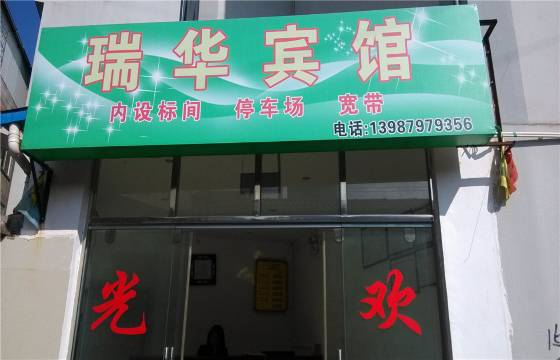 瑞华宾馆
内设标间 停车场 宽带
电话:13987979356
光 欢